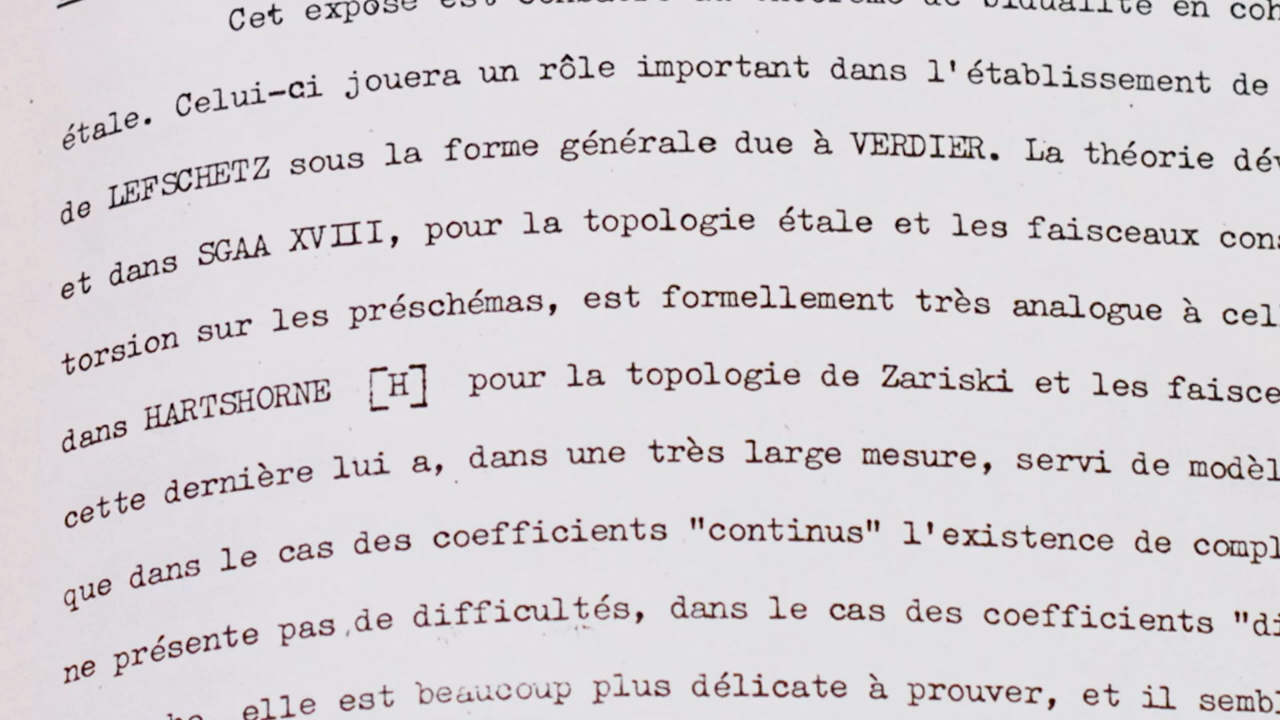 Cet exposé est en
étale. Celui-ci jouera un rôle important dans l'établissement de
de LEFSCHETZ sous la forme générale due à VERDIER. La théorie
et dans SGAA XVIII, pour la topologie étale et les faisceaux
torsion sur les préschémas, est formellement très analogue à
dans HARTSHORNE [H] pour la topologie de Zariski et les
cette dernière lui a, dans une très large mesure, servi de
que dans le cas des coefficients "continus" l'existence de
ne présente pas de difficultés, dans le cas des coefficients
elle est beaucoup plus délicate à prouver, et il